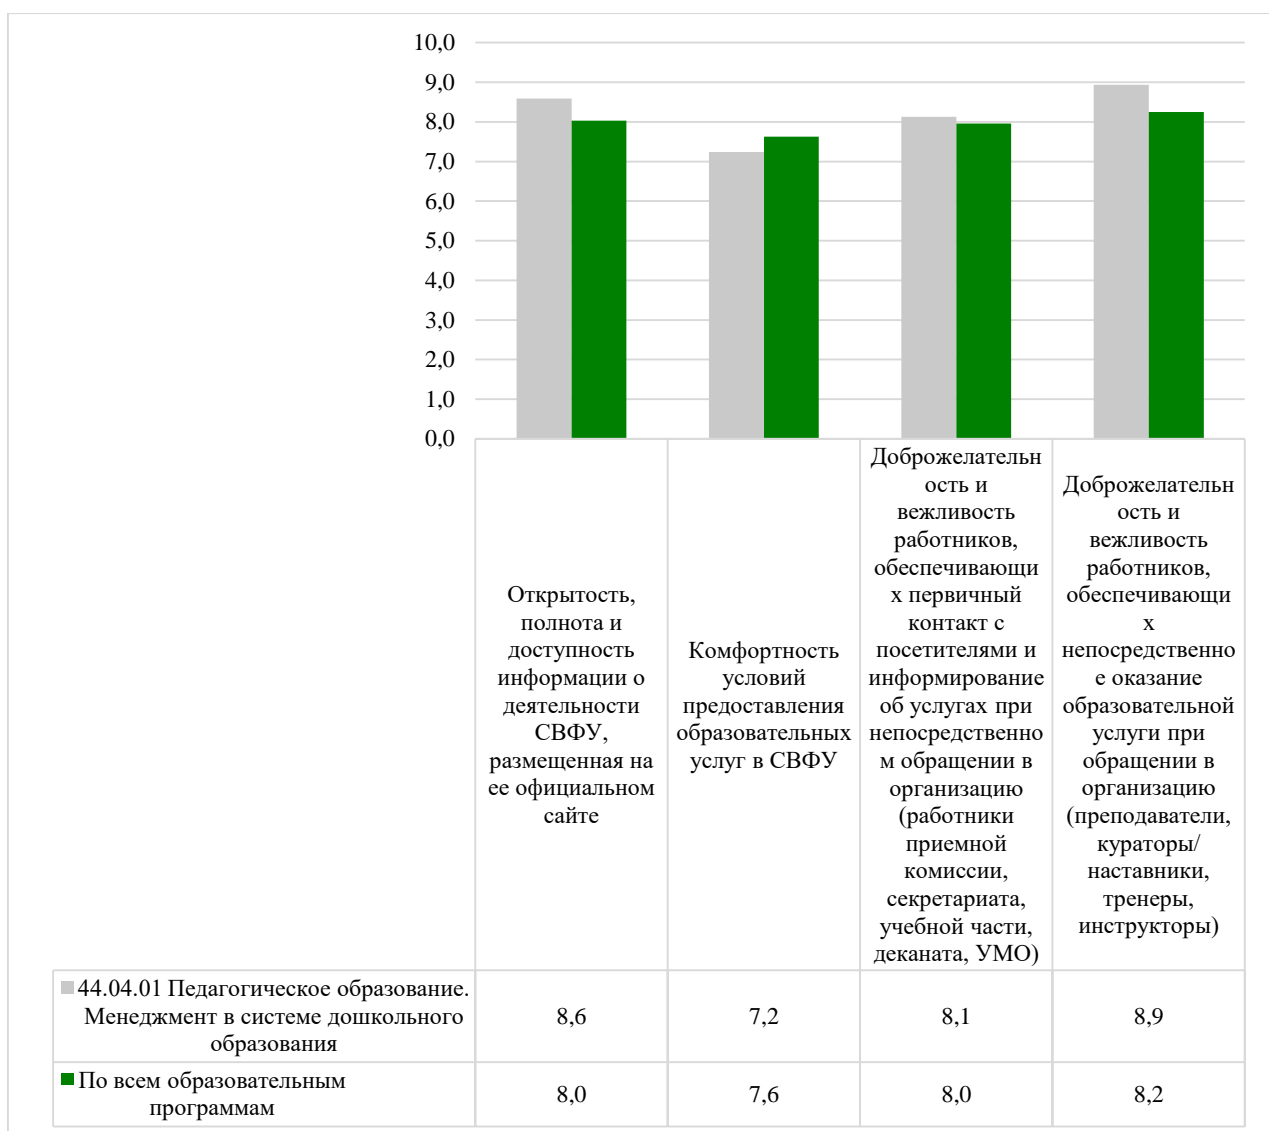 10,0
9,0
8,0
7,0
6,0
5,0
4,0
3,0
2,0
1,0
0,0
Открытость,
полнота и
доступность
информации о
деятельности
СВФУ,
размещенная на
ее официальном
сайте
Комфортность
условий
предоставления
образовательных
услуг в СВФУ
Доброжелательн
ость и
вежливость
работников,
обеспечивающи
х первичный
контакт с
посетителями и
информирование
об услугах при
непосредственно
м обращении в
организацию
(работники
приемной
комиссии,
секретариата,
учебной части,
деканата, УМО)
Доброжелательн
ость и
вежливость
работников,
обеспечивающи
х
непосредственно
е оказание
образовательной
услуги при
обращении в
организацию
(преподаватели,
кураторы/
наставники,
тренеры,
инструкторы)
44.04.01 Педагогическое образование.
Менеджмент в системе дошкольного
образования
8,6
7,2
8,1
8,9
По всем образовательным
программам
8,0
7,6
8,0
8,2